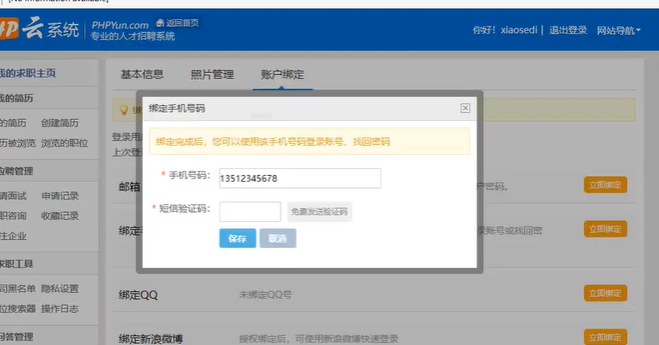 [No information available]
HP云系统 PHPYun.com 返回首页
专业的人才招聘系统
你好！xiaosedi | 退出登录 网站导航
我的求职主页
我的简历
的简历 创建简历
历被浏览 浏览的职位
应聘管理
请面试 申请记录
职咨询 收藏记录
注企业
求职工具
司黑名单 隐私设置
位搜索器 操作日志
问答管理
基本信息 照片管理 账户绑定
绑
登录用
上次登
邮箱 户密码。 立即绑定
绑定手 录账号或找回密 立即绑定
绑定QQ 未绑定QQ号 立即绑定
绑定新浪微博 授权绑定后，可使用新浪微博快速登录 立即绑定
绑定手机号码
绑定完成后，您可以使用该手机号码登录账号、找回密码
* 手机号码： 13512345678
* 短信验证码： 免费发送验证码
保存 取消